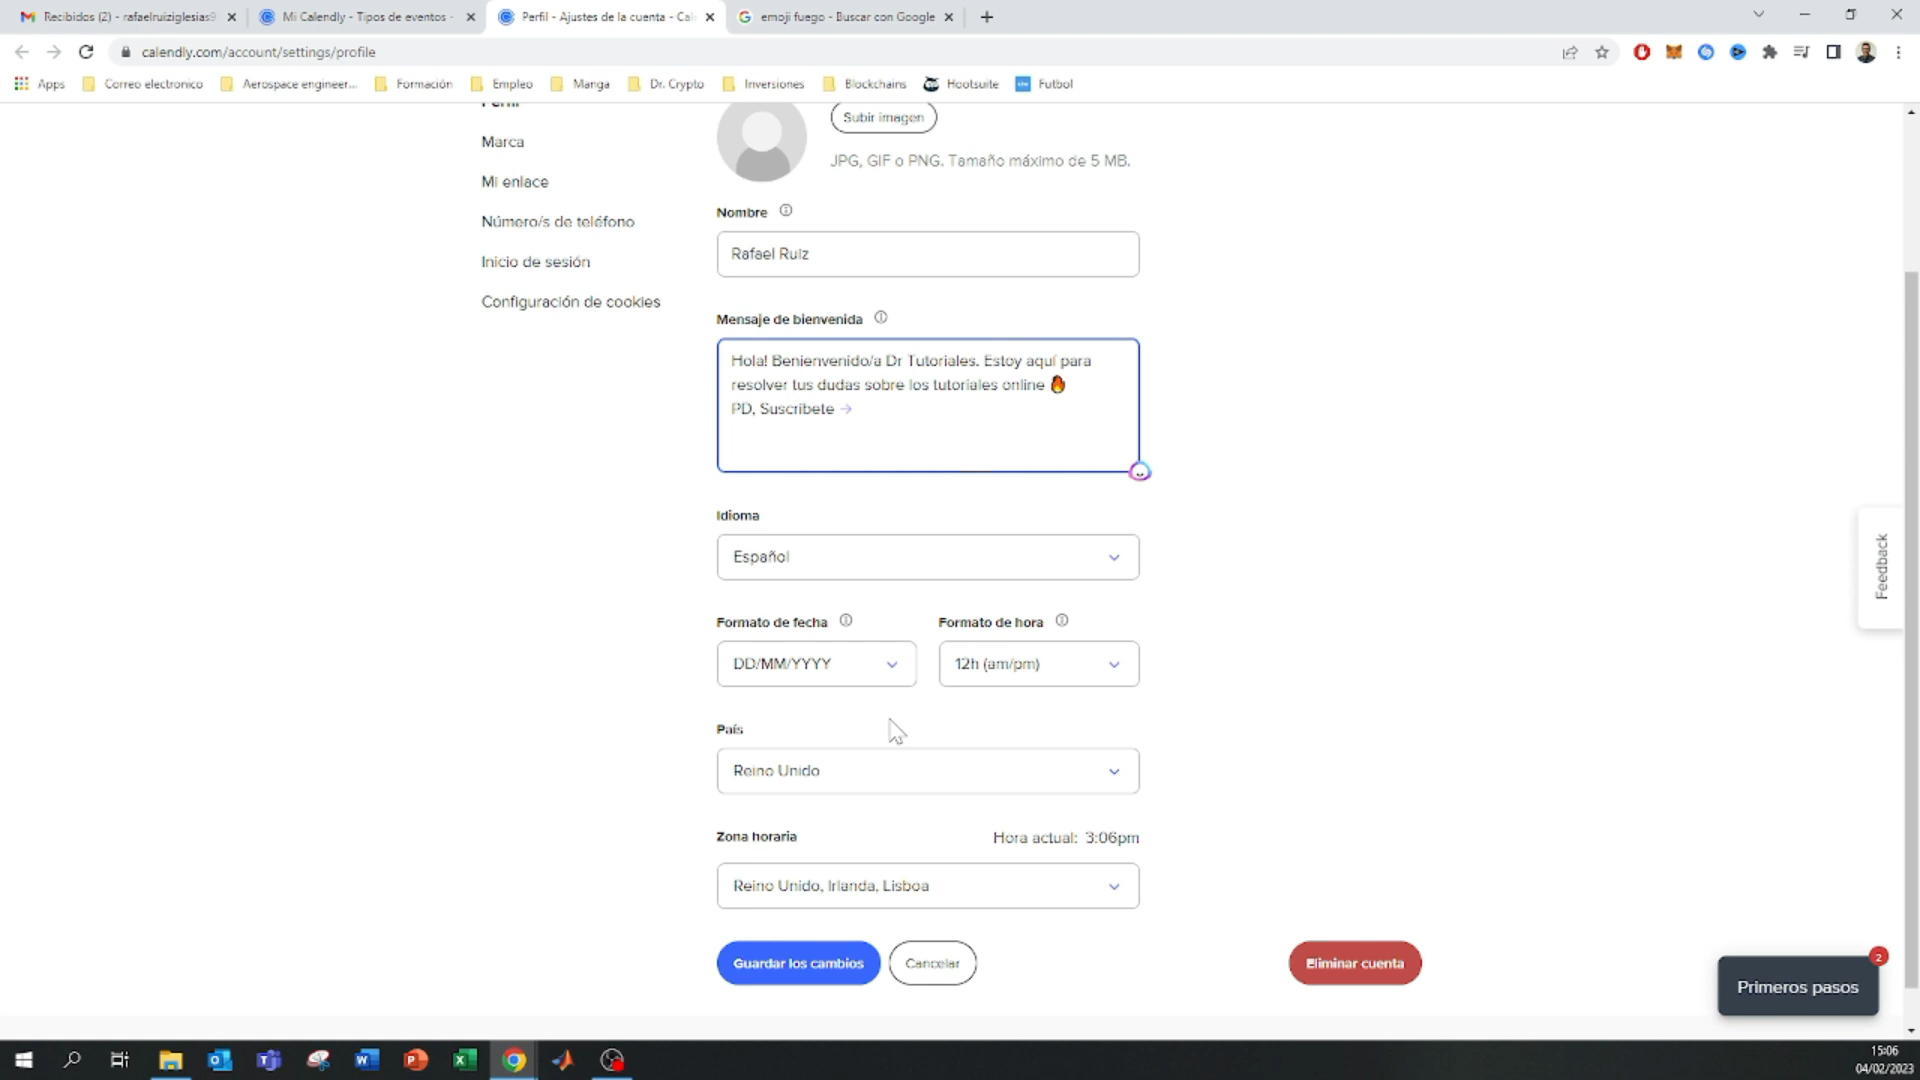 Recibidos (2) - rafaelruiziglesias9
Mi Calendly - Tipos de eventos -
Perfil - Ajustes de la cuenta - Cal
emoji fuego - Buscar con Google
calendly.com/account/settings/profile
Apps
Correo electronico
Aerospace engineer...
Formación
Empleo
Manga
Dr. Crypto
Inversiones
Blockchains
Hootsuite
Futbol
Perfil
Marca
Mi enlace
Número/s de teléfono
Inicio de sesión
Configuración de cookies
Subir imagen
JPG, GIF o PNG. Tamaño máximo de 5 MB.
Nombre
Rafael Ruiz
Mensaje de bienvenida
Hola! Benienvenido/a Dr Tutoriales. Estoy aquí para
resolver tus dudas sobre los tutoriales online 🔥
PD, Suscríbete →
Idioma
Español
Formato de fecha
Formato de hora
DD/MM/YYYY
12h (am/pm)
País
Reino Unido
Zona horaria
Hora actual: 3:06pm
Reino Unido, Irlanda, Lisboa
Guardar los cambios
Cancelar
Eliminar cuenta
Feedback
2
Primeros pasos
15:06
04/02/2023